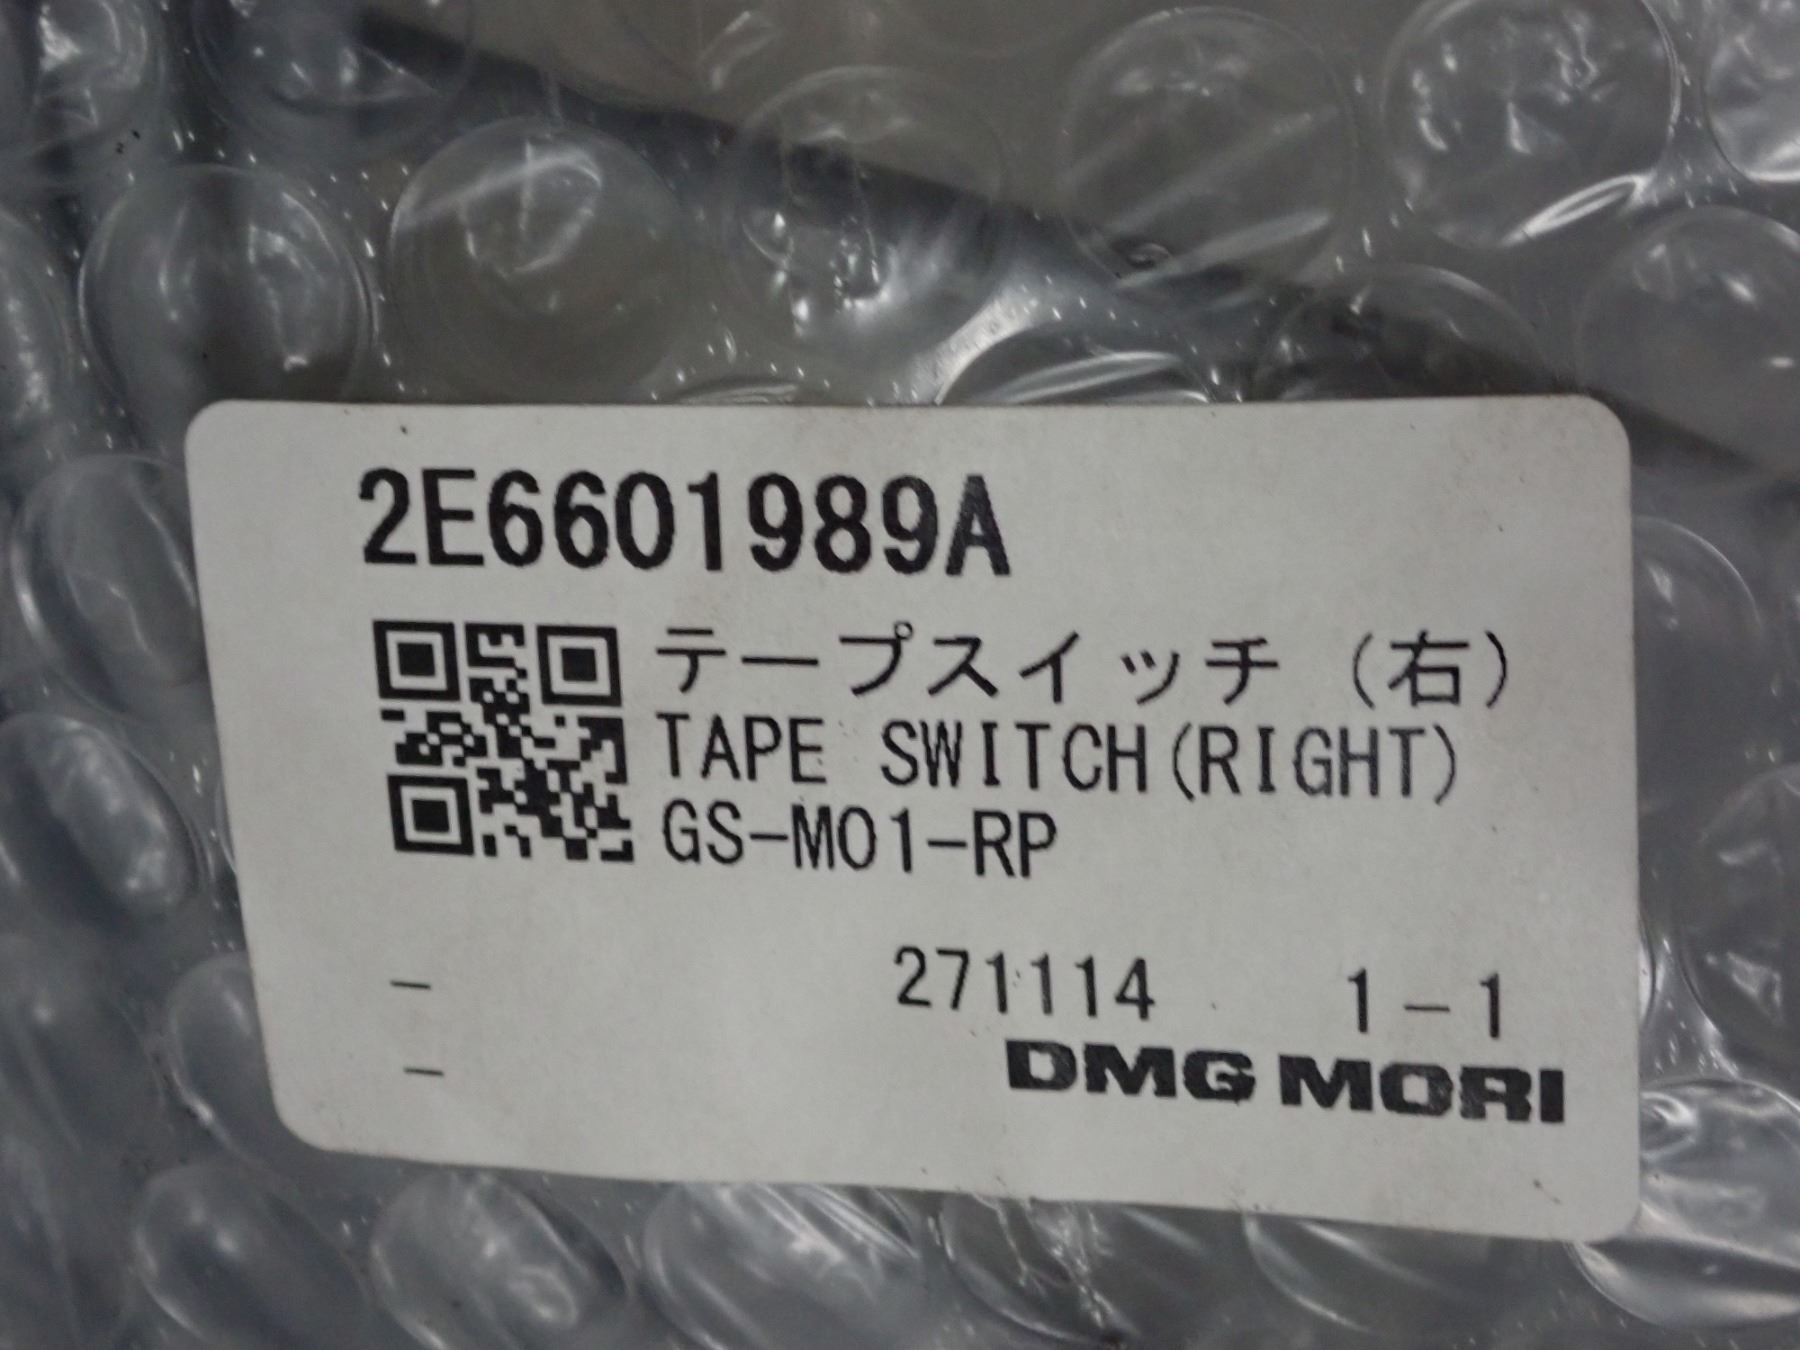 2E6601989A
テープスイッチ（右）
TAPE SWITCH(RIGHT)
GS-M01-RP
- 271114 1-1
-
DMG MORI